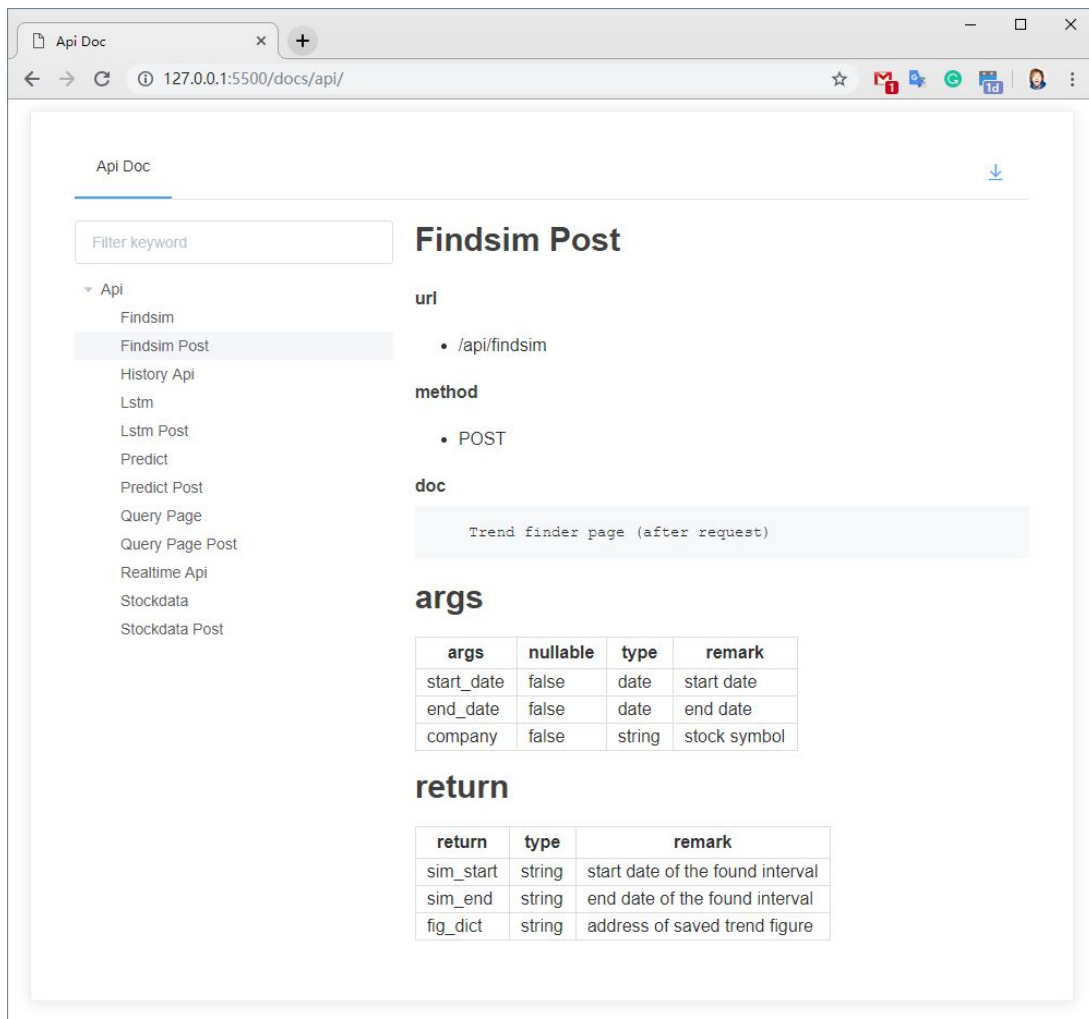 Api Doc
127.0.0.1:5500/docs/api/
1
1d
Api Doc
Filter keyword
Api
Findsim
Findsim Post
History Api
Lstm
Lstm Post
Predict
Predict Post
Query Page
Query Page Post
Realtime Api
Stockdata
Stockdata Post
Findsim Post
url
• /api/findsim
method
• POST
doc
Trend finder page (after request)
args
args nullable type remark
start_date false date start date
end_date false date end date
company false string stock symbol
return
return type remark
sim_start string start date of the found interval
sim_end string end date of the found interval
fig_dict string address of saved trend figure